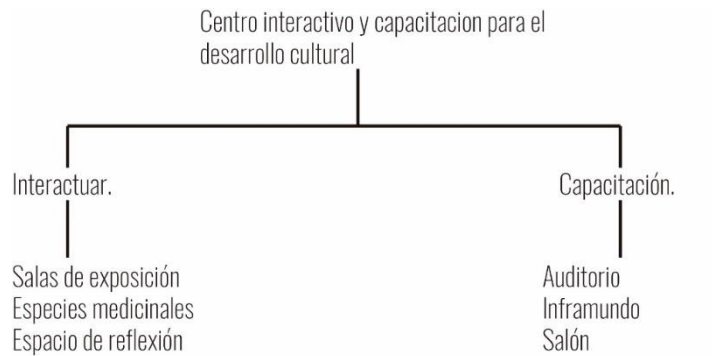 Centro interactivo y capacitacion para el
desarrollo cultural
Interactuar.
Capacitación.
Salas de exposición
Especies medicinales
Espacio de reflexión
Auditorio
Inframundo
Salón